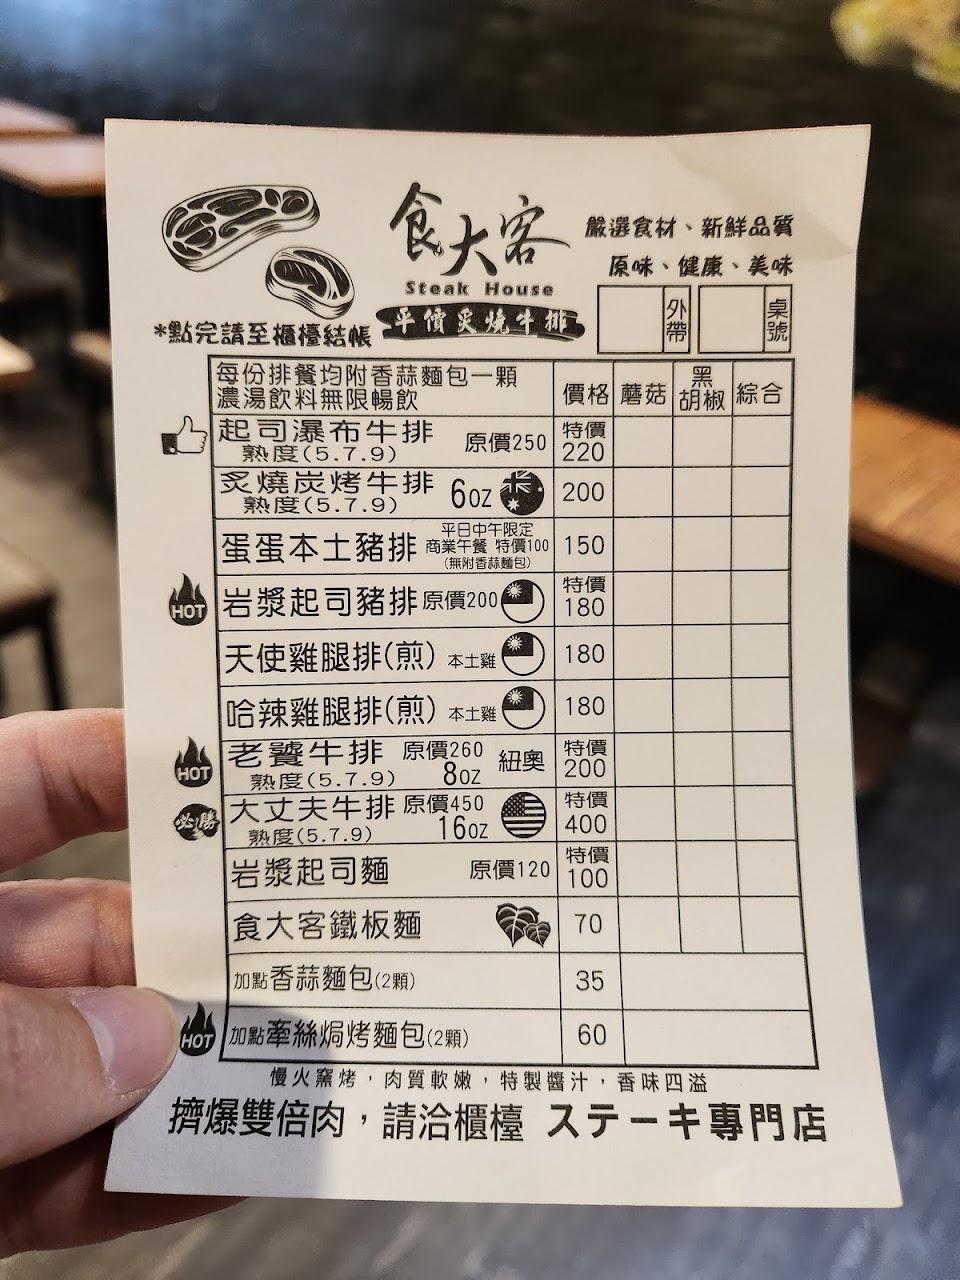 食大客
Steak House
平價炙燒牛排
嚴選食材、新鮮品質
原味、健康、美味
外帶
桌號
*點完請至櫃檯結帳
每份排餐均附香蒜麵包一顆
濃湯飲料無限暢飲
價格 蘑菇 黑胡椒 綜合
起司瀑布牛排 原價250 特價
熟度(5.7.9) 220
炙燒炭烤牛排 6oz 200
熟度(5.7.9)
蛋蛋本土豬排 平日中午限定 150
商業午餐 特價100
(無附香蒜麵包)
HOT 岩漿起司豬排 原價200 特價180
天使雞腿排(煎) 本土雞 180
哈辣雞腿排(煎) 本土雞 180
HOT 老饕牛排 原價260 紐奧 特價
熟度(5.7.9) 8oz 200
必勝 大丈夫牛排 原價450 特價
熟度(5.7.9) 16oz 400
岩漿起司麵 原價120 特價100
食大客鐵板麵 70
加點香蒜麵包(2顆) 35
HOT 加點牽絲焗烤麵包(2顆) 60
慢火窯烤，肉質軟嫩，特製醬汁，香味四溢
擠爆雙倍肉，請洽櫃檯 ステーキ專門店